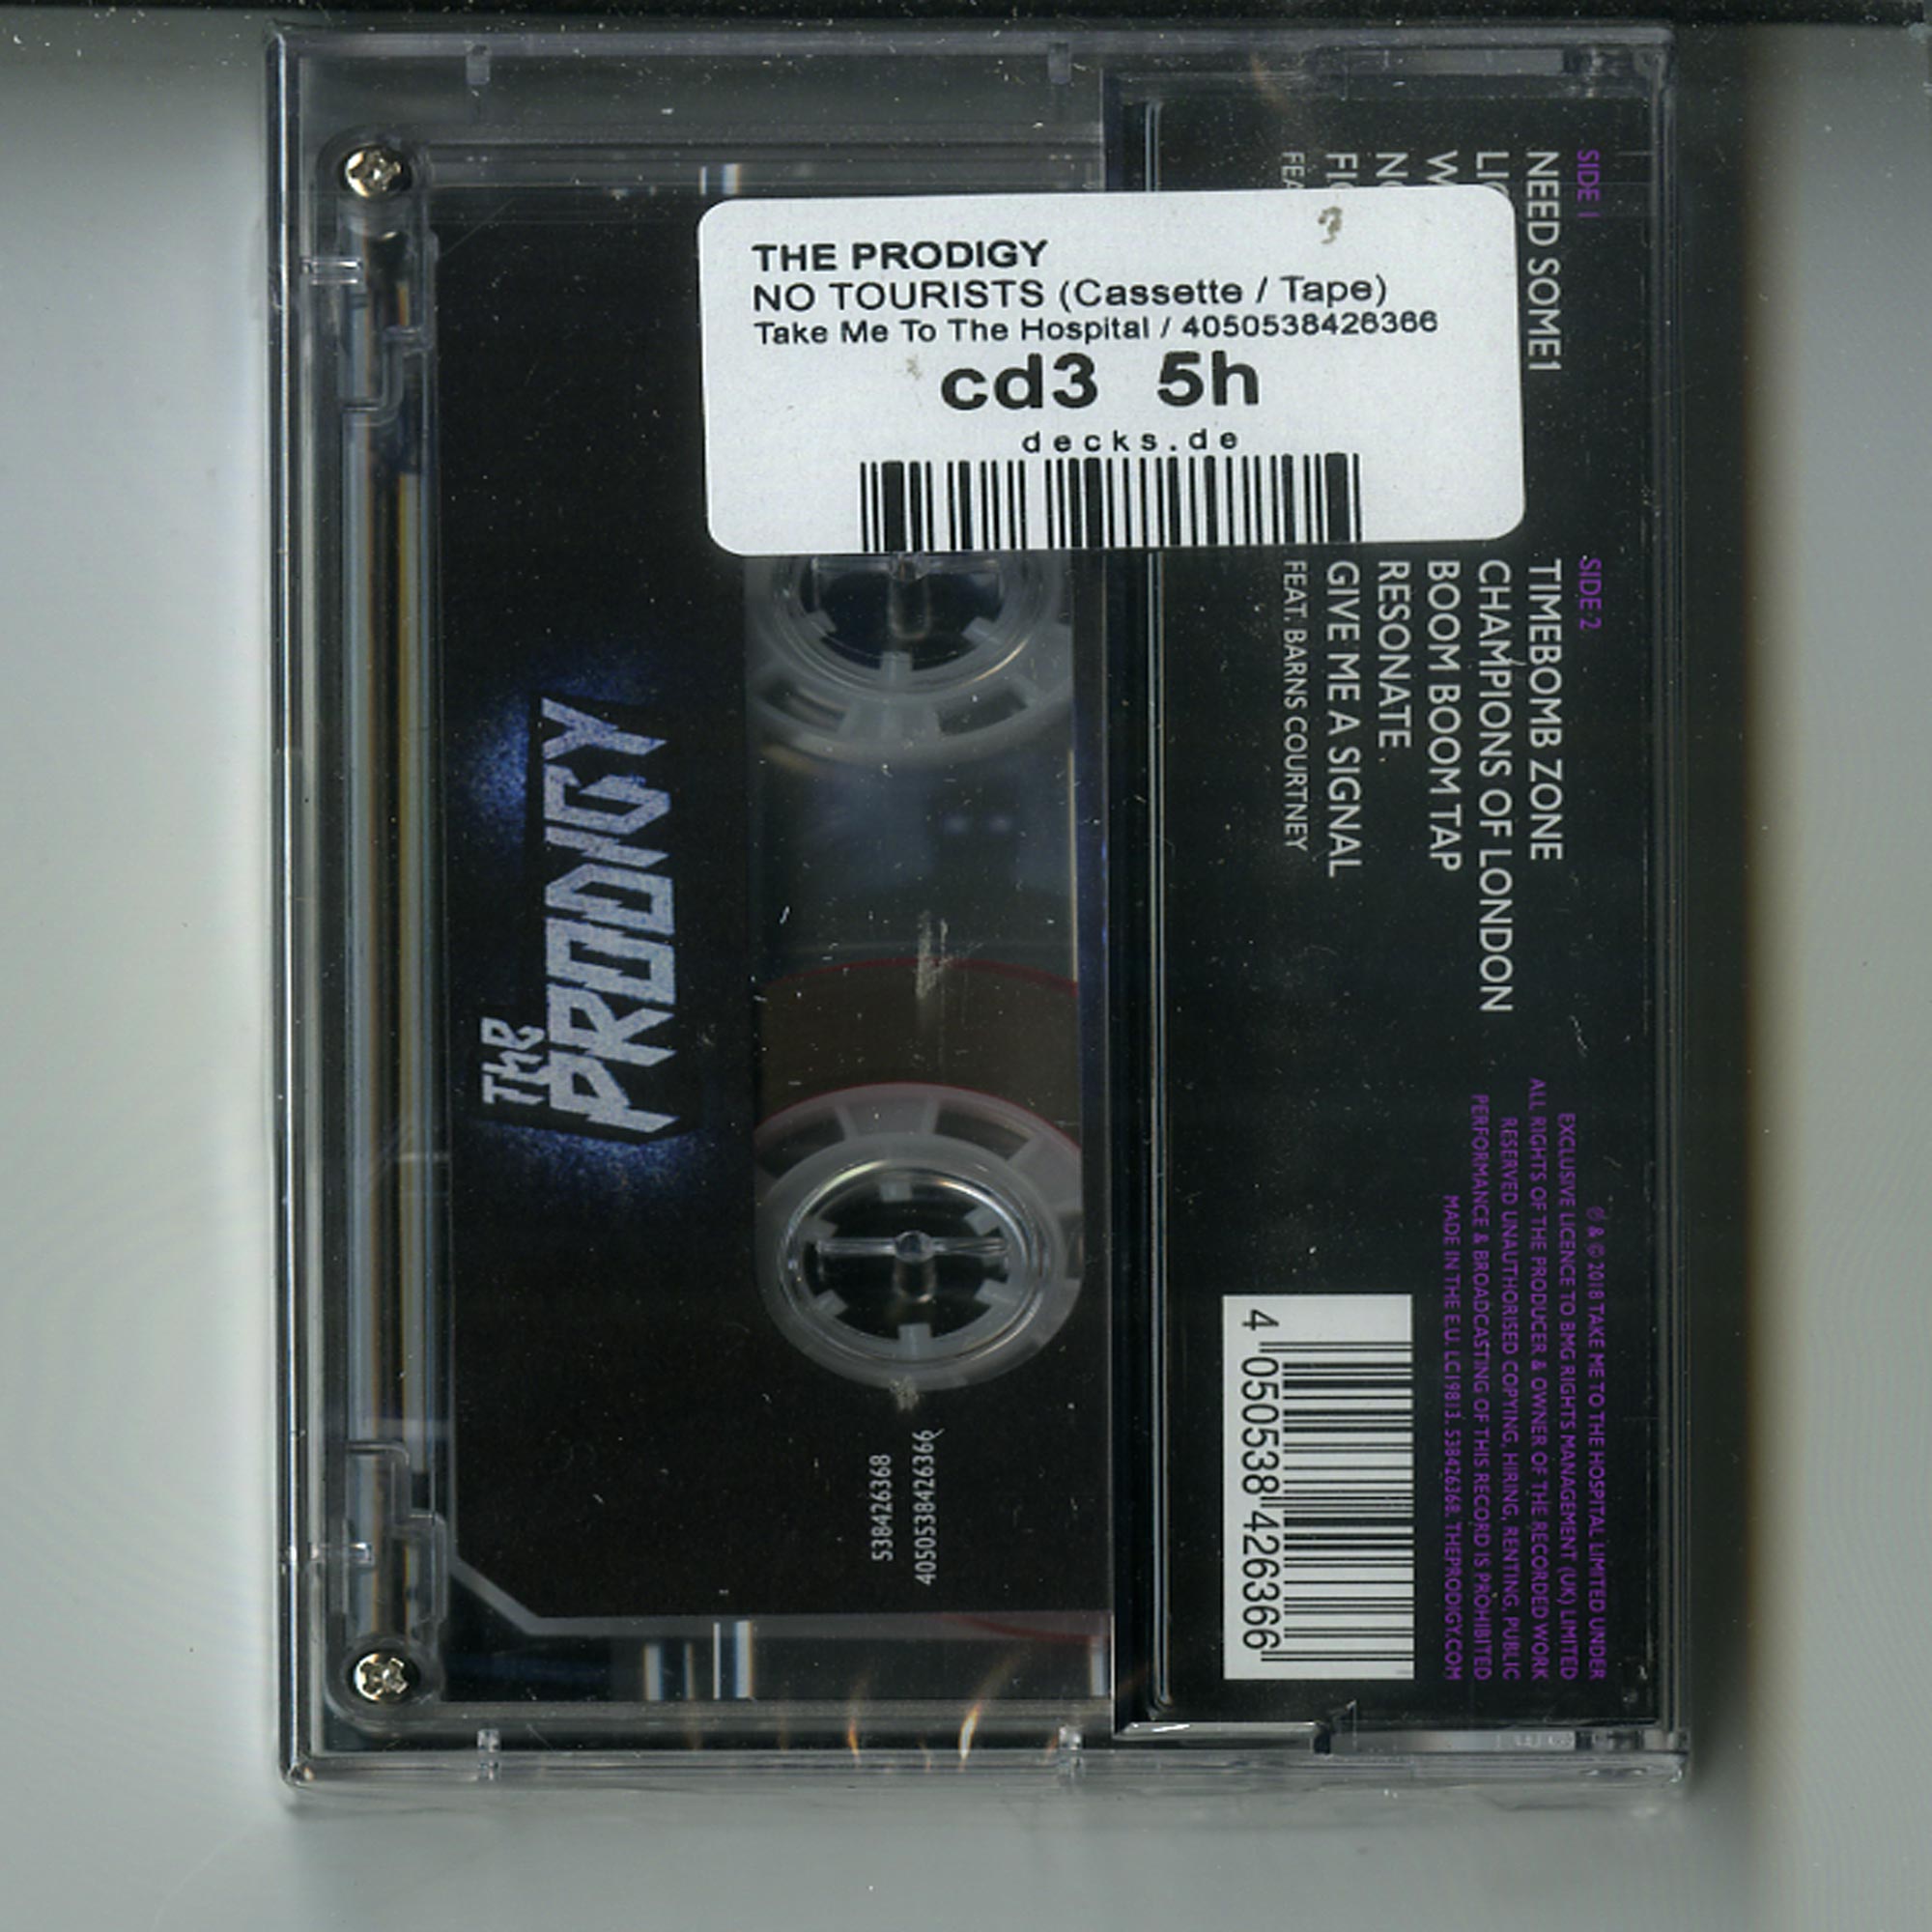 THE PRODIGY
NO TOURISTS (Cassette / Tape)
Take Me To The Hospital / 4050538426366
cd3 5h
decks.de
SIDE 1
NEED SOME1
SIDE 2
TIMEBOMB ZONE
CHAMPIONS OF LONDON
BOOM BOOM TAP
RESONATE
GIVE ME A SIGNAL
FEAT. BARNS COURTNEY
℗ & © 2018 TAKE ME TO THE HOSPITAL LIMITED UNDER
EXCLUSIVE LICENCE TO BMG RIGHTS MANAGEMENT (UK) LIMITED
ALL RIGHTS OF THE PRODUCER & OWNER OF THE RECORDED WORK
RESERVED UNAUTHORISED COPYING, HIRING, RENTING, PUBLIC
PERFORMANCE & BROADCASTING OF THIS RECORD IS PROHIBITED
MADE IN THE E.U. LC19813. 538426368. THEPRODIGY.COM
4 050538 426366
THE
PRODIGY
538426368
4050538426366